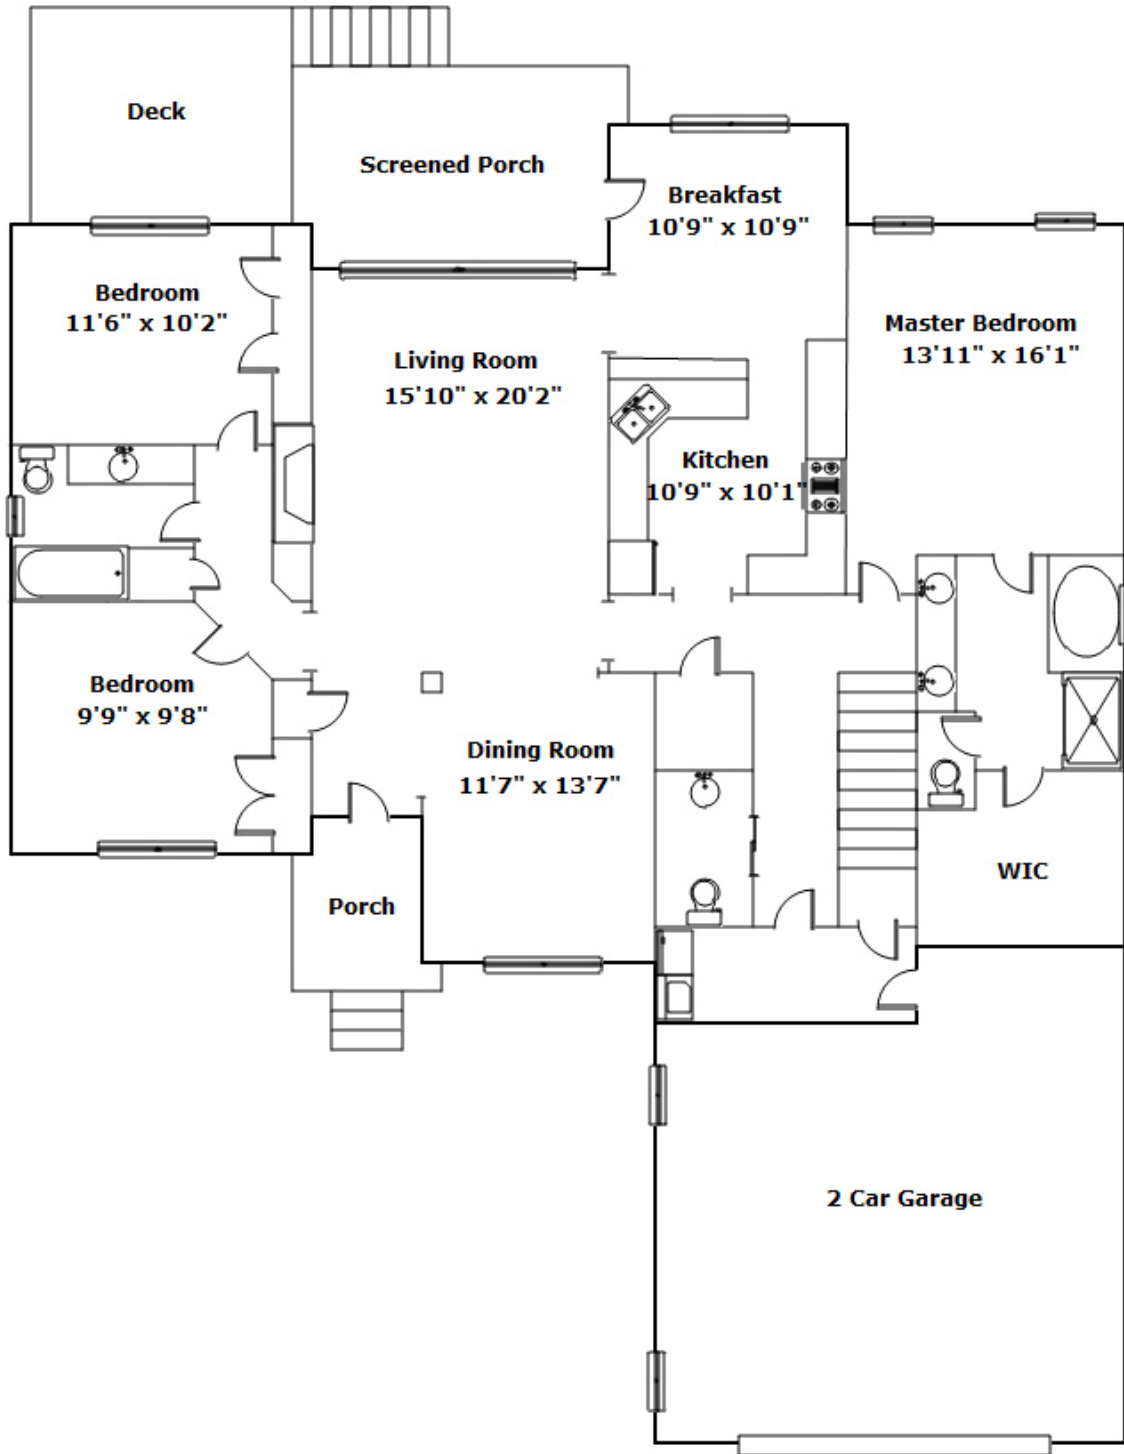 Deck
Screened Porch
Breakfast
10'9" x 10'9"
Bedroom
11'6" x 10'2"
Master Bedroom
13'11" x 16'1"
Living Room
15'10" x 20'2"
Kitchen
10'9" x 10'1"
Bedroom
9'9" x 9'8"
Dining Room
11'7" x 13'7"
WIC
Porch
2 Car Garage